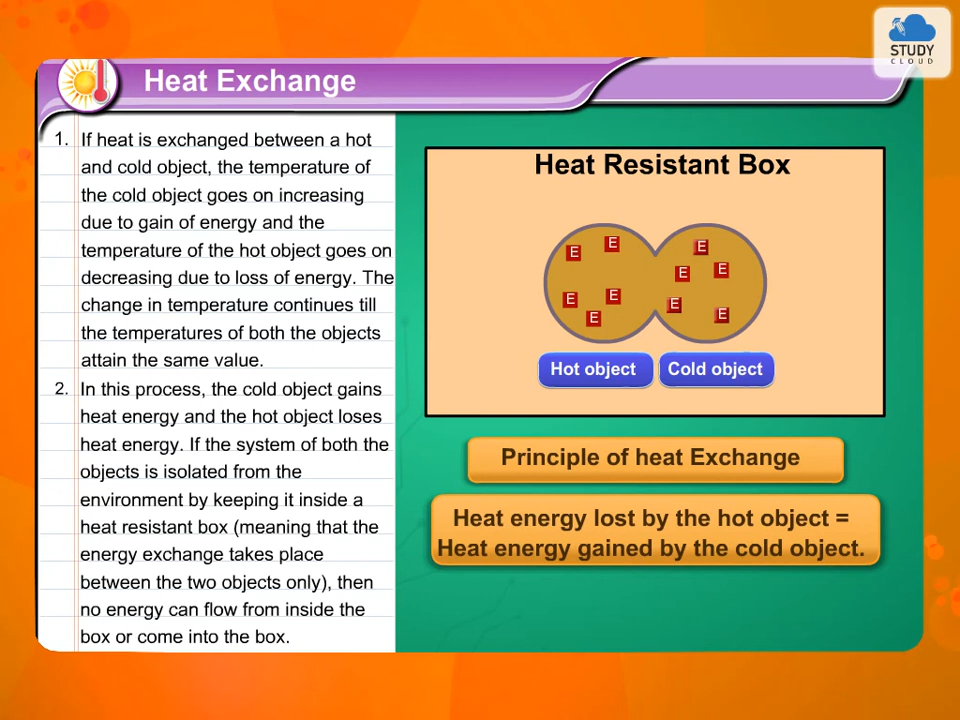 STUDY
CLOUD
Heat Exchange
1. If heat is exchanged between a hot
and cold object, the temperature of
the cold object goes on increasing
due to gain of energy and the
temperature of the hot object goes on
decreasing due to loss of energy. The
change in temperature continues till
the temperatures of both the objects
attain the same value.
2. In this process, the cold object gains
heat energy and the hot object loses
heat energy. If the system of both the
objects is isolated from the
environment by keeping it inside a
heat resistant box (meaning that the
energy exchange takes place
between the two objects only), then
no energy can flow from inside the
box or come into the box.
Heat Resistant Box
E
E
E
E
E
E
E
E
E
E
Hot object
Cold object
Principle of heat Exchange
Heat energy lost by the hot object =
Heat energy gained by the cold object.